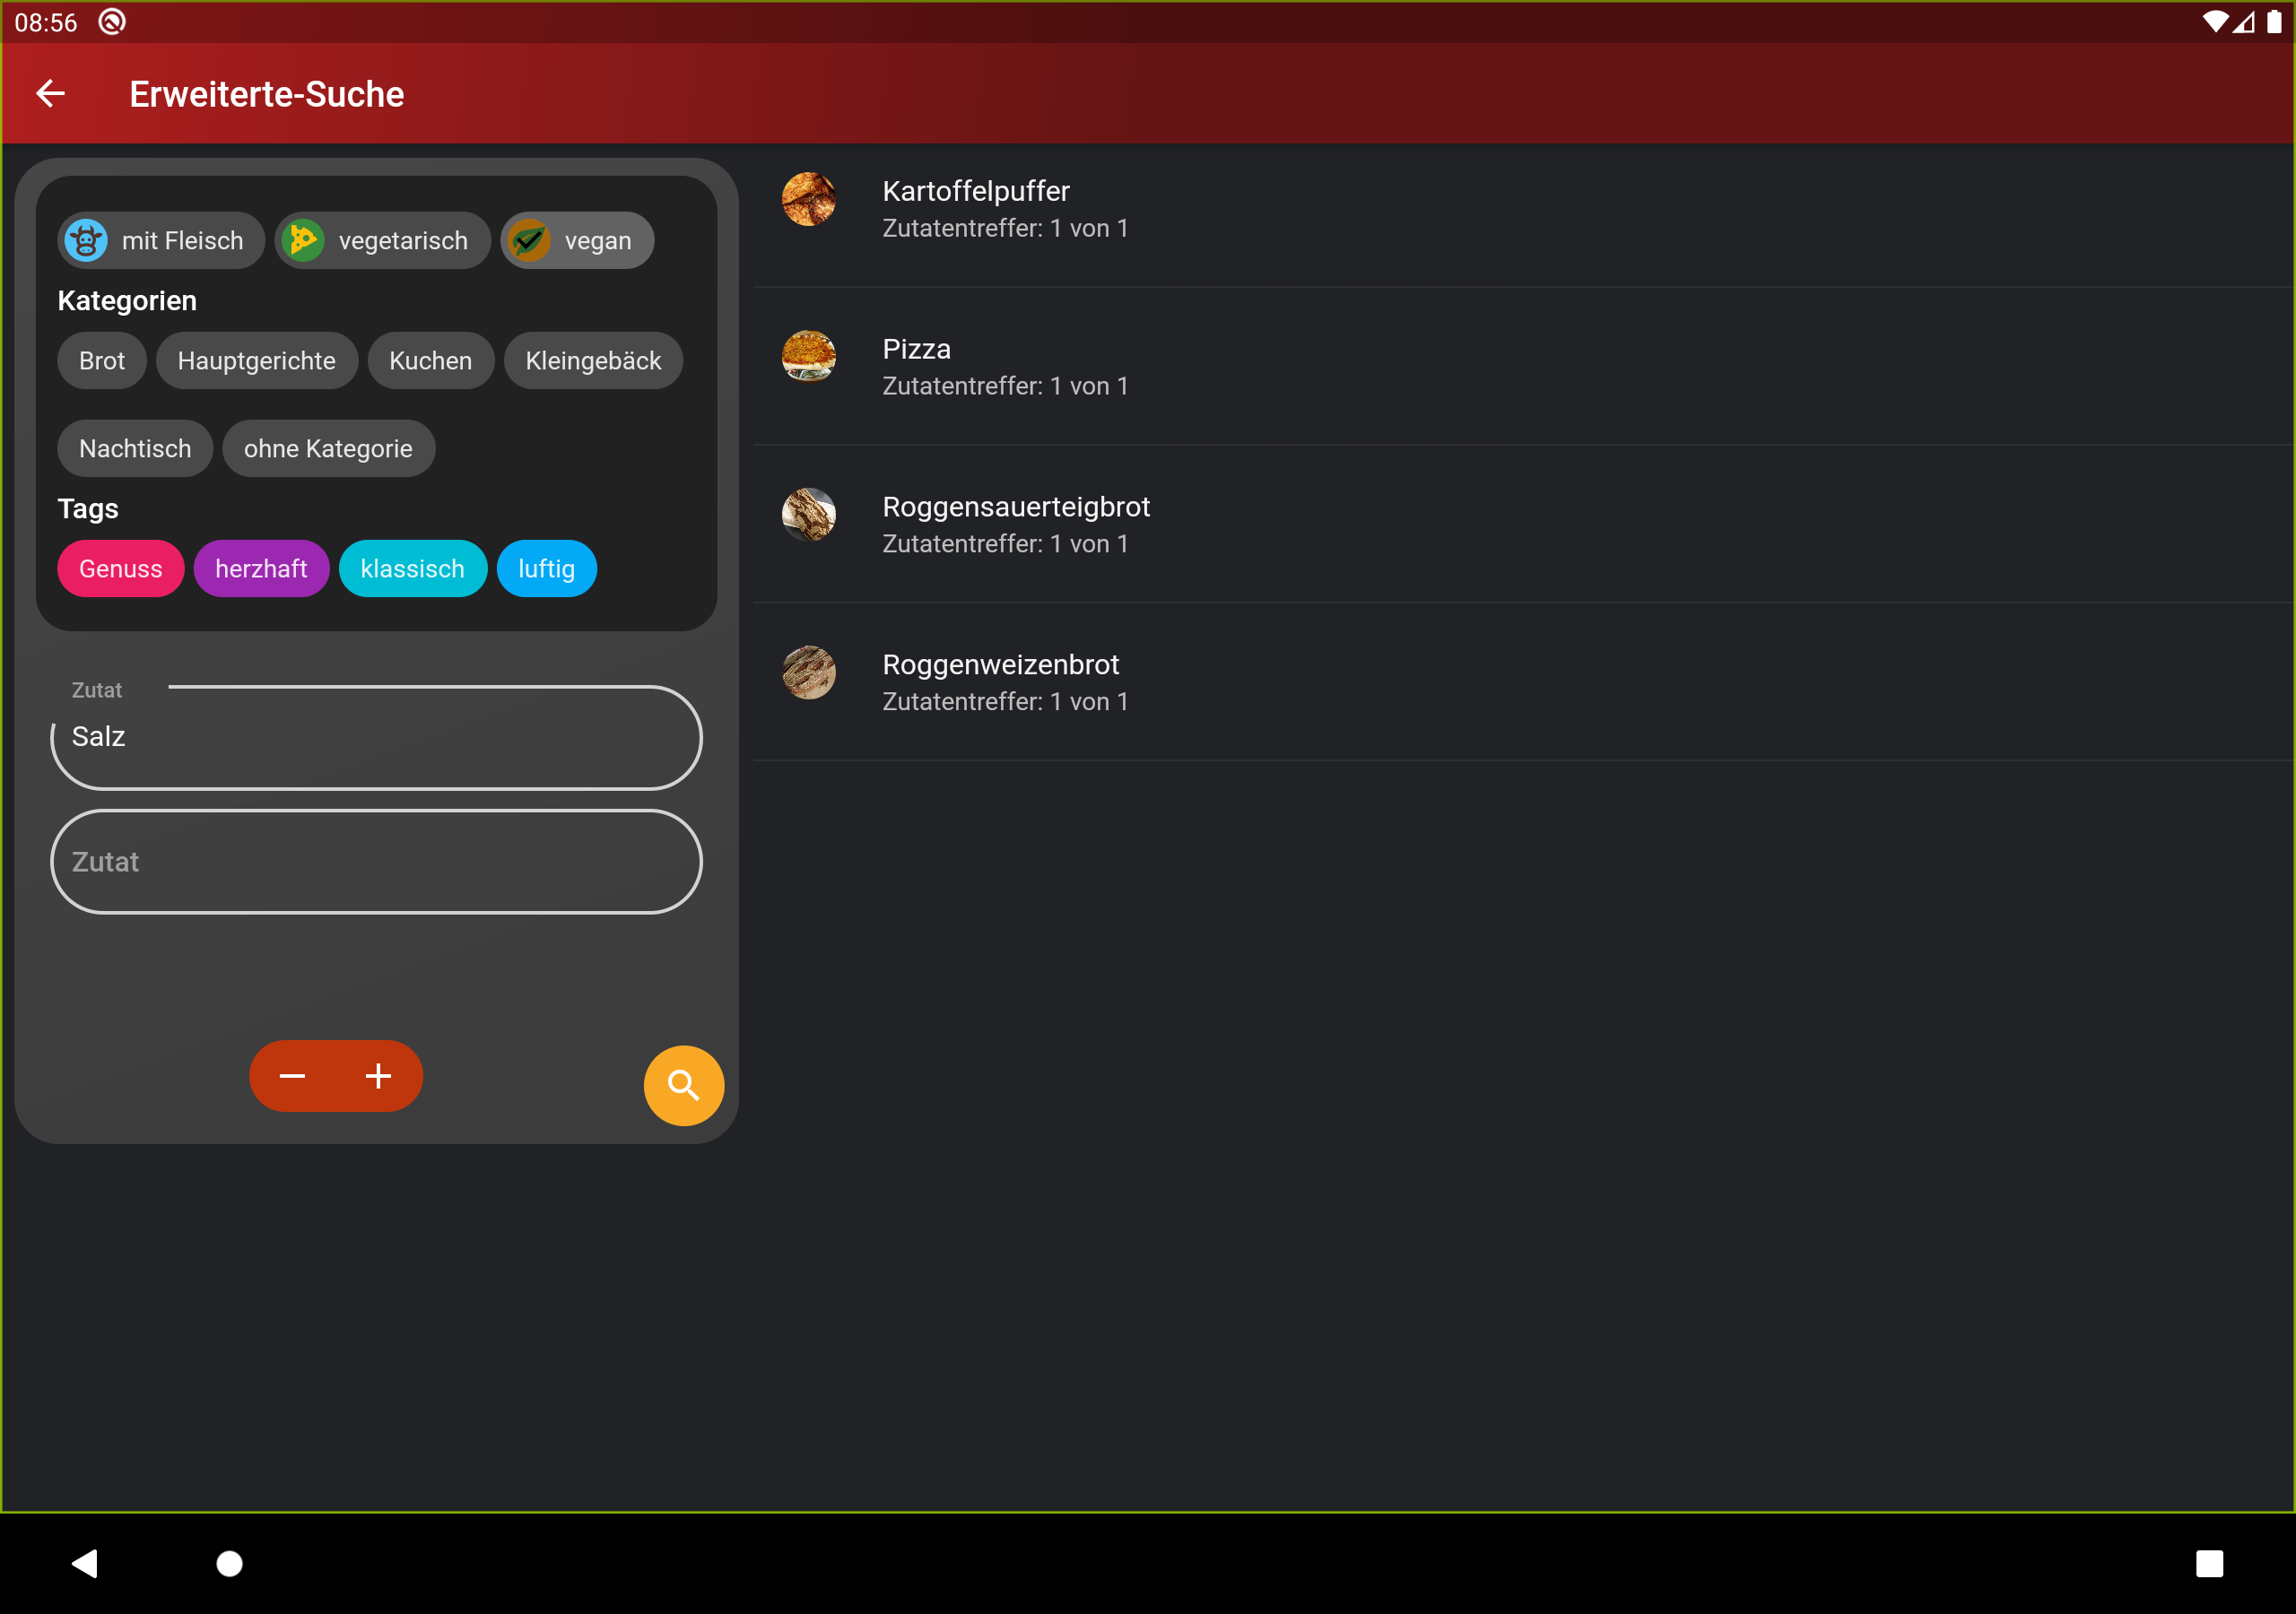 08:56
Erweiterte-Suche
mit Fleisch vegetarisch vegan
Kategorien
Brot Hauptgerichte Kuchen Kleingebäck
Nachtisch ohne Kategorie
Tags
Genuss herzhaft klassisch luftig
Zutat
Salz
Zutat
Kartoffelpuffer
Zutatentreffer: 1 von 1
Pizza
Zutatentreffer: 1 von 1
Roggensauerteigbrot
Zutatentreffer: 1 von 1
Roggenweizenbrot
Zutatentreffer: 1 von 1